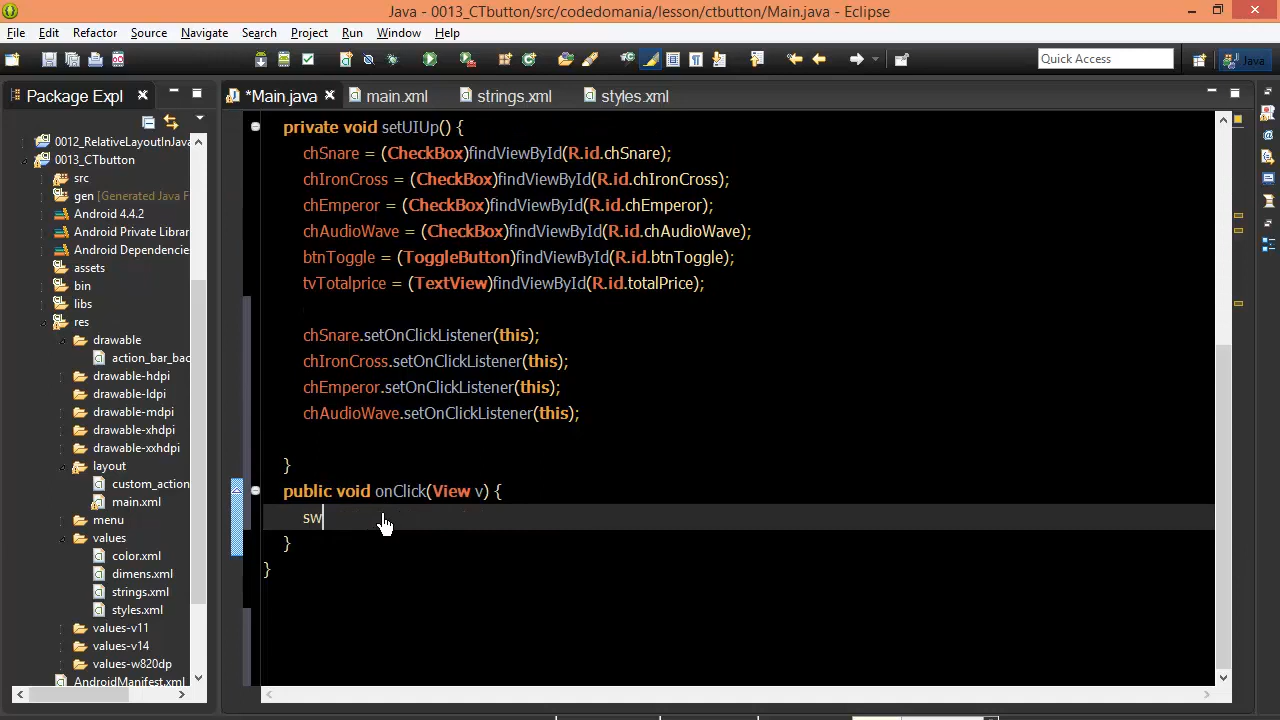 Java - 0013_CTbutton/src/codedomania/lesson/ctbutton/Main.java - Eclipse
File Edit Refactor Source Navigate Search Project Run Window Help
Quick Access
Java
Package Expl
*Main.java
main.xml
strings.xml
styles.xml
0012_RelativeLayoutInJava
0013_CTbutton
src
gen [Generated Java F
Android 4.4.2
Android Private Librar
Android Dependencie
assets
bin
libs
res
drawable
action_bar_bac
drawable-hdpi
drawable-ldpi
drawable-mdpi
drawable-xhdpi
drawable-xxhdpi
layout
custom_action
main.xml
menu
values
color.xml
dimens.xml
strings.xml
styles.xml
values-v11
values-v14
values-w820dp
AndroidManifest.xml
private void setUIUp() {
chSnare = (CheckBox)findViewById(R.id.chSnare);
chIronCross = (CheckBox)findViewById(R.id.chIronCross);
chEmperor = (CheckBox)findViewById(R.id.chEmperor);
chAudioWave = (CheckBox)findViewById(R.id.chAudioWave);
btnToggle = (ToggleButton)findViewById(R.id.btnToggle);
tvTotalprice = (TextView)findViewById(R.id.totalPrice);
chSnare.setOnClickListener(this);
chIronCross.setOnClickListener(this);
chEmperor.setOnClickListener(this);
chAudioWave.setOnClickListener(this);
}
public void onClick(View v) {
sw
}
}